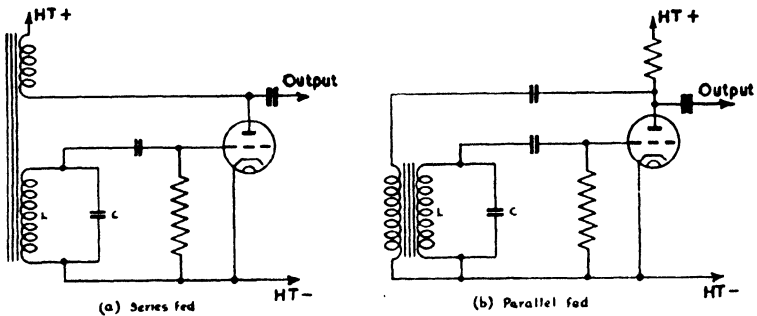 HT+
Output
L
C
HT-
(a) Series fed
HT+
Output
L
C
HT-
(b) Parallel fed